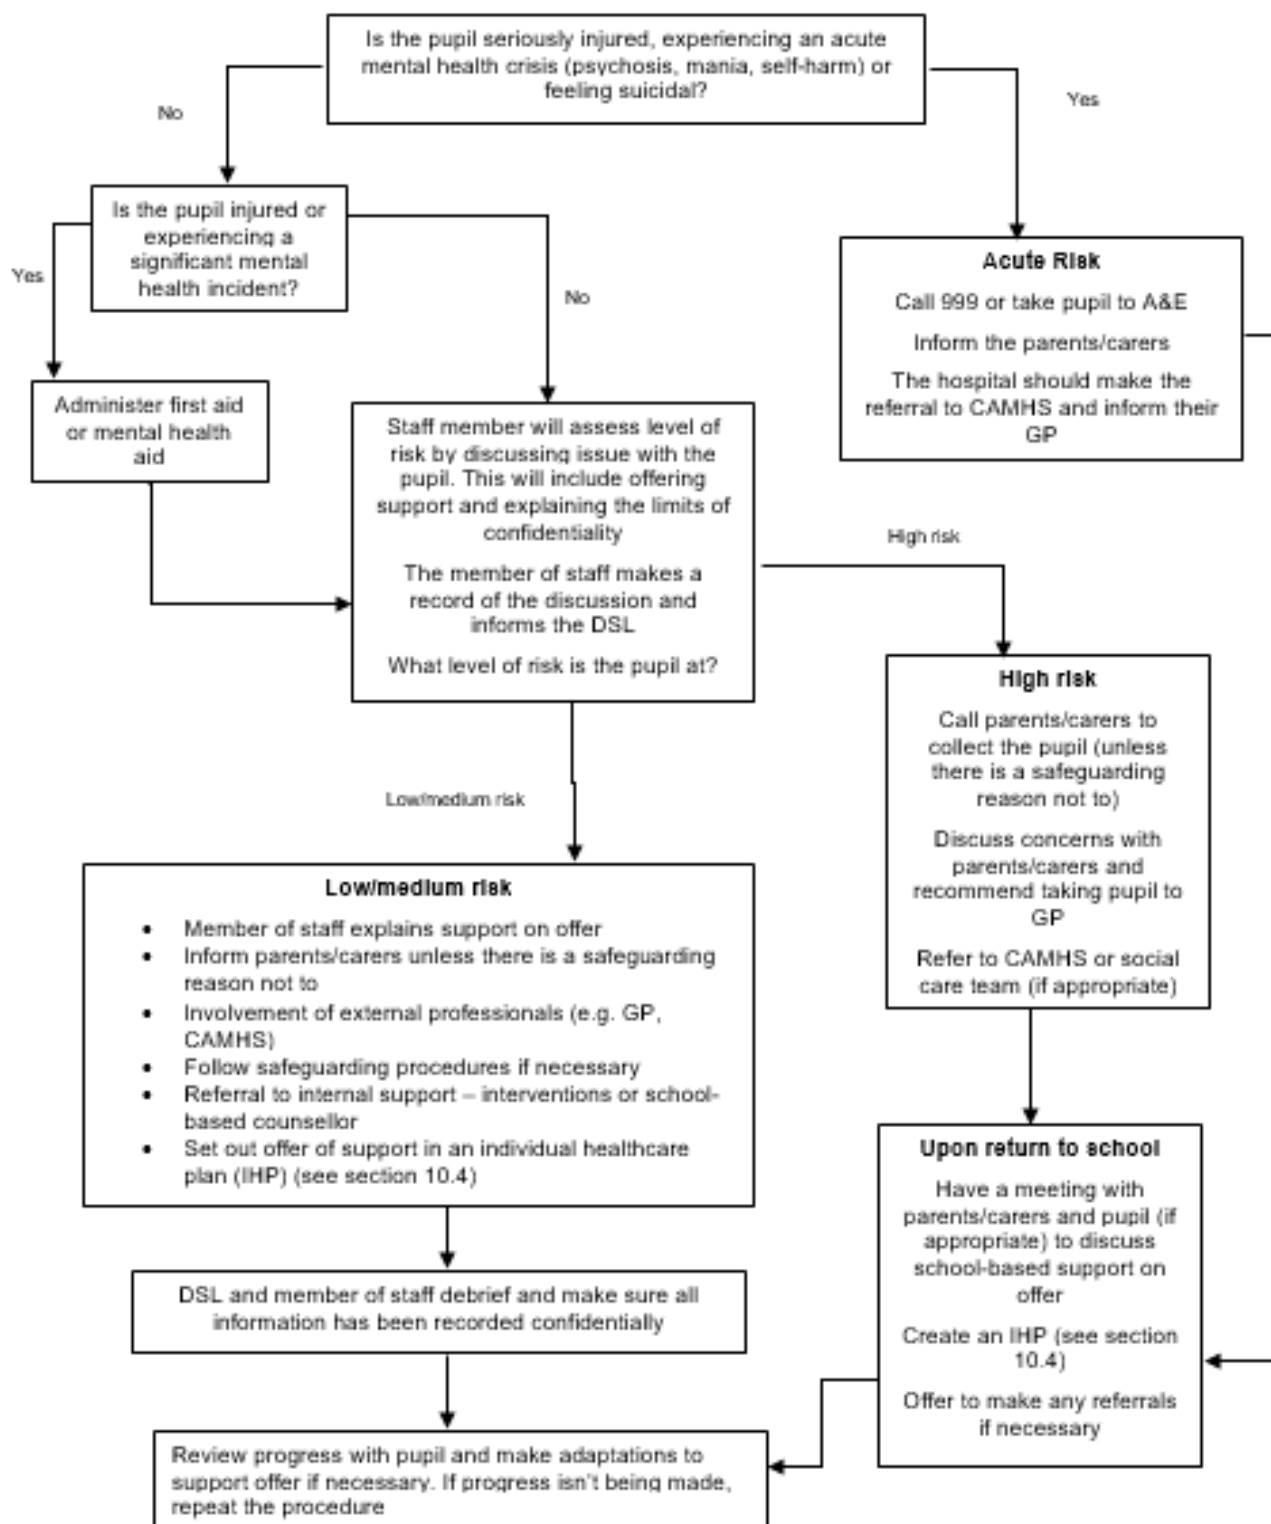 Is the pupil seriously injured, experiencing an acute
mental health crisis (psychosis, mania, self-harm) or
feeling suicidal?
No
Yes
Is the pupil injured or
experiencing a
significant mental
health incident?
Yes
No
Acute Risk
Call 999 or take pupil to A&E
Inform the parents/carers
The hospital should make the
referral to CAMHS and inform their
GP
Administer first aid
or mental health
aid
Staff member will assess level of
risk by discussing issue with the
pupil. This will include offering
support and explaining the limits of
confidentiality
The member of staff makes a
record of the discussion and
informs the DSL
What level of risk is the pupil at?
High risk
High risk
Call parents/carers to
collect the pupil (unless
there is a safeguarding
reason not to)
Discuss concerns with
parents/carers and
recommend taking pupil to
GP
Refer to CAMHS or social
care team (if appropriate)
Low/medium risk
Low/medium risk
• Member of staff explains support on offer
• Inform parents/carers unless there is a safeguarding
reason not to
• Involvement of external professionals (e.g. GP,
CAMHS)
• Follow safeguarding procedures if necessary
• Referral to internal support – interventions or school-
based counsellor
• Set out offer of support in an individual healthcare
plan (IHP) (see section 10.4)
Upon return to school
Have a meeting with
parents/carers and pupil (if
appropriate) to discuss
school-based support on
offer
Create an IHP (see section
10.4)
Offer to make any referrals
if necessary
DSL and member of staff debrief and make sure all
information has been recorded confidentially
Review progress with pupil and make adaptations to
support offer if necessary. If progress isn't being made,
repeat the procedure